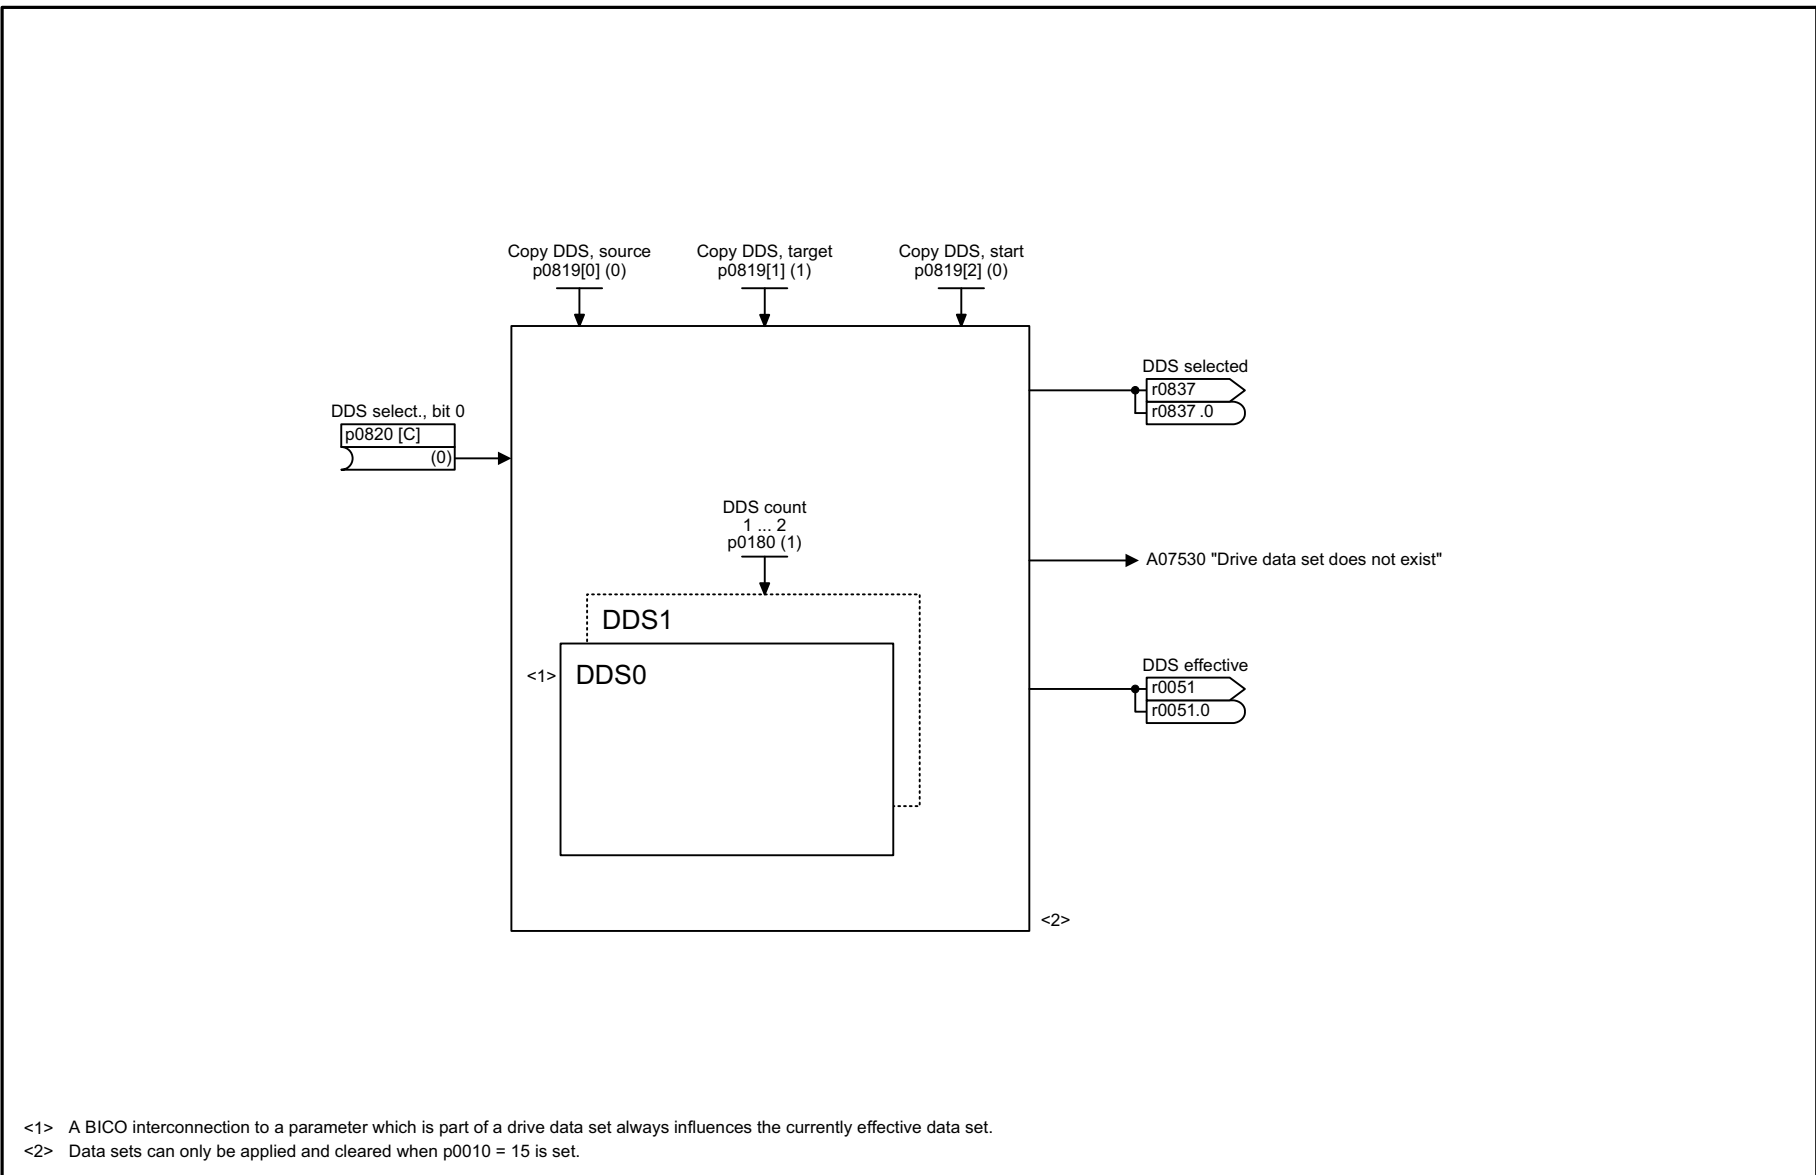 Copy DDS, source
p0819[0] (0)
Copy DDS, target
p0819[1] (1)
Copy DDS, start
p0819[2] (0)
DDS selected
r0837
r0837 .0
DDS select., bit 0
p0820 [C]
(0)
DDS count
1 ... 2
p0180 (1)
A07530 "Drive data set does not exist"
DDS1
<1>
DDS0
DDS effective
r0051
r0051.0
<2>
<1> A BICO interconnection to a parameter which is part of a drive data set always influences the currently effective data set.
<2> Data sets can only be applied and cleared when p0010 = 15 is set.